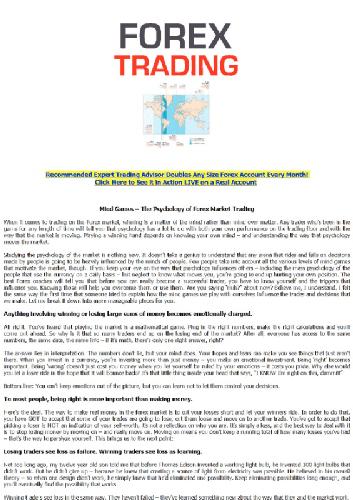 FOREX
TRADING
Recommended Expert Trading Advisor Doubles Any Size Forex Account Every Month!
Click Here to See it in Action LIVE on a Real Account
Mind Games – The Psychology of Forex Market Trading
When it comes to trading on the Forex market, winning is a matter of the mind rather than mind over matter. Any trader who's been in the
game for any length of time will tell you that psychology has a lot to do with both your own performance on the trading floor and with the
way that the market is moving. Playing a winning hand depends on knowing your own mind – and understanding the way that psychology
moves the market.
Studying the psychology of the market is nothing new. It doesn't take a genius to understand that any arena that rides and falls on decisions
made by people is going to be heavily influenced by the minds of people. Few people take into account all the various levels of mind games
that motivate the market, though. If you keep your eye on the way that psychology influences others – including the mass psychology of the
people that use the currency on a daily basis – but neglect to know what moves you, you're going to end up hurting your own position. The
best Forex coaches will tell you that before you can really become a successful trader, you have to know yourself and the triggers that
influence you. Knowing those will help you overcome them or use them. Are you saying 'Huh?' about now? Believe me, I understand. I felt
the same way the first time that someone tried to explain how the mind games we play with ourselves influence the trades and decisions that
we make. Let me break it down into more manageable pieces for you.
Anything involving winning or losing large sums of money becomes emotionally charged.
All right. You've heard that playing the market is a mathematical game. Plug in the right numbers, make the right calculations and you'll
come out ahead. So why is it that so many traders end up on the losing end of the market? After all, everyone has access to the same
numbers, the same data, the same info – if it's math, there's only one right answer, right?
The answer lies in interpretation. The numbers don't lie, but your mind does. Your hopes and fears can make you see things that just aren't
there. When you invest in a currency, you're investing more than just money – you make an emotional investment. Being 'right' becomes
important. Being 'wrong' doesn't just cost you money when you let yourself be ruled by your emotions – it costs you pride. Why else would
you let a loser ride in the hope that it will bounce back? It's that little thing inside your head that says, "I KNOW I'm right on this, dammit!"
Bottom line: You can't keep emotions out of the picture, but you can learn not to let them control your decisions.
To most people, being right is more important than making money.
Here's the deal. The way to make real money in the forex market is to cut your losses short and let your winners ride. In order to do that,
you have GOT to accept that some of your trades are going to lose, cut them loose and move on to another trade. You've got to accept that
picking a loser is NOT an indication of your self-worth. It's not a reflection on who you are. It's simply a loss, and the best way to deal with it
is to stop losing money by moving on – and really move on. Moving on means you don't keep a running total of how many losses you've had
– that's the way to paralyze yourself. This brings us to the next point:
Losing traders see loss as failure. Winning traders see loss as learning.
Not too long ago, my twelve year old son told me that before Thomas Edison invented a working light bulb, he invented 300 light bulbs that
didn't work. But he didn't give up – because he knew that creating a source of light from electricity was possible. He believed in his overall
theory – so when one design didn't work, he simply knew that he'd eliminated one possibility. Keep eliminating possibilities long enough, and
you'll eventually find the possibility that works.
Winning traders see loss in the same way. They haven't failed – they've learned something new about the way that they and the market work.